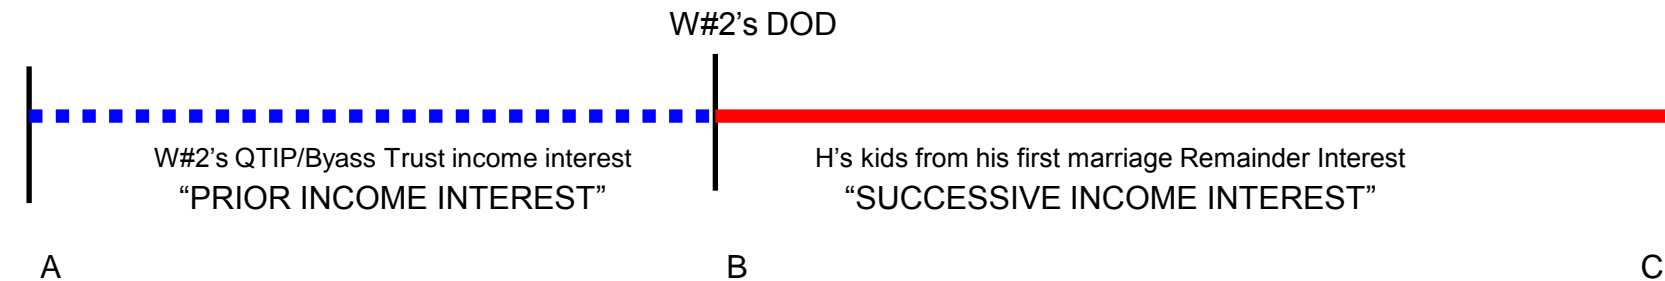 W#2’s DOD
W#2’s QTIP/Byass Trust income interest
H’s kids from his first marriage Remainder Interest
“PRIOR INCOME INTEREST”
“SUCCESSIVE INCOME INTEREST”
A
B
C